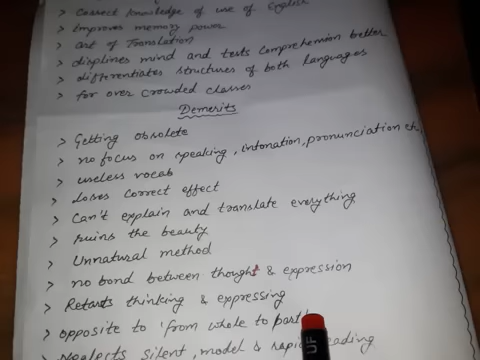 > Correct knowledge of use of English
> Improves memory power
> Art of Translation
> displines mind and tests comprehension better
> differentiates structures of both languages
> for over crowded classes
Demerits
> Getting obsolete
> no focus on speaking, intonation, pronunciation etc,
> useless vocab
> Loses correct effect
> Can't explain and translate everything
> Ruins the beauty
> Unnatural method
> no bond between thought & expression
> Retarts thinking & expressing
> opposite to 'from whole to part'
> neglects silent, model & rapid reading
UF